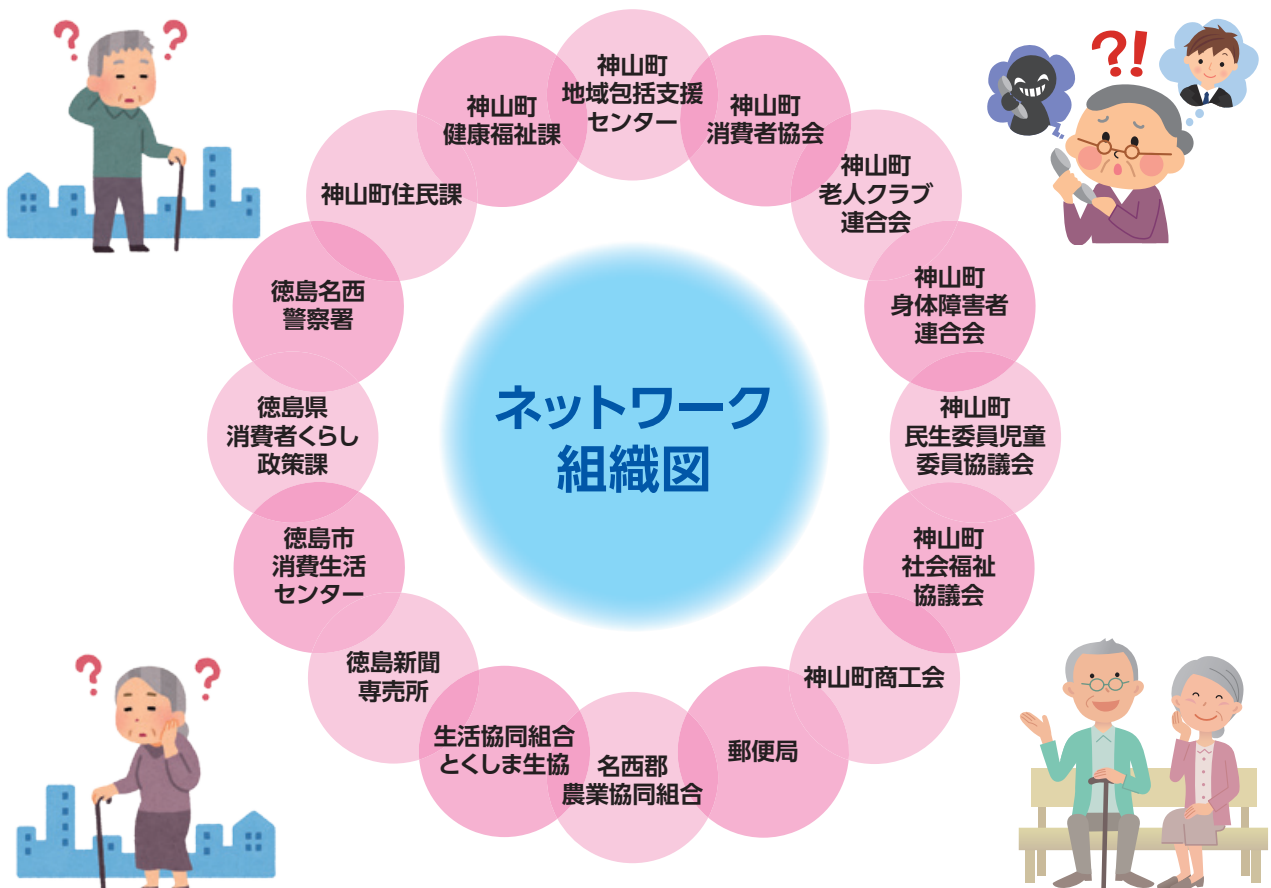 ネットワーク
組織図
神山町
地域包括支援
センター
神山町
消費者協会
神山町
老人クラブ
連合会
神山町
身体障害者
連合会
神山町
民生委員児童
委員協議会
神山町
社会福祉
協議会
神山町商工会
郵便局
名西郡
農業協同組合
生活協同組合
とくしま生協
徳島新聞
専売所
徳島市
消費生活
センター
徳島県
消費者くらし
政策課
徳島名西
警察署
神山町住民課
神山町
健康福祉課
?
?
?!
?
?